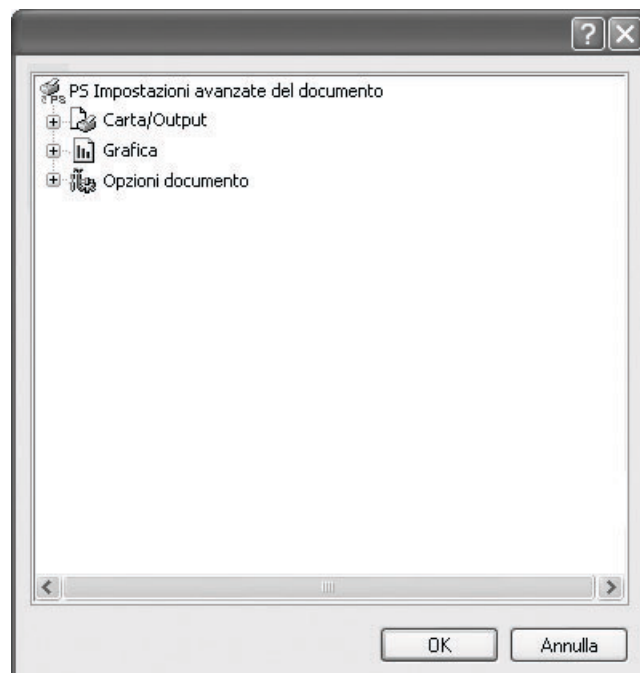 PS Impostazioni avanzate del documento
Carta/Output
Grafica
Opzioni documento
OK Annulla